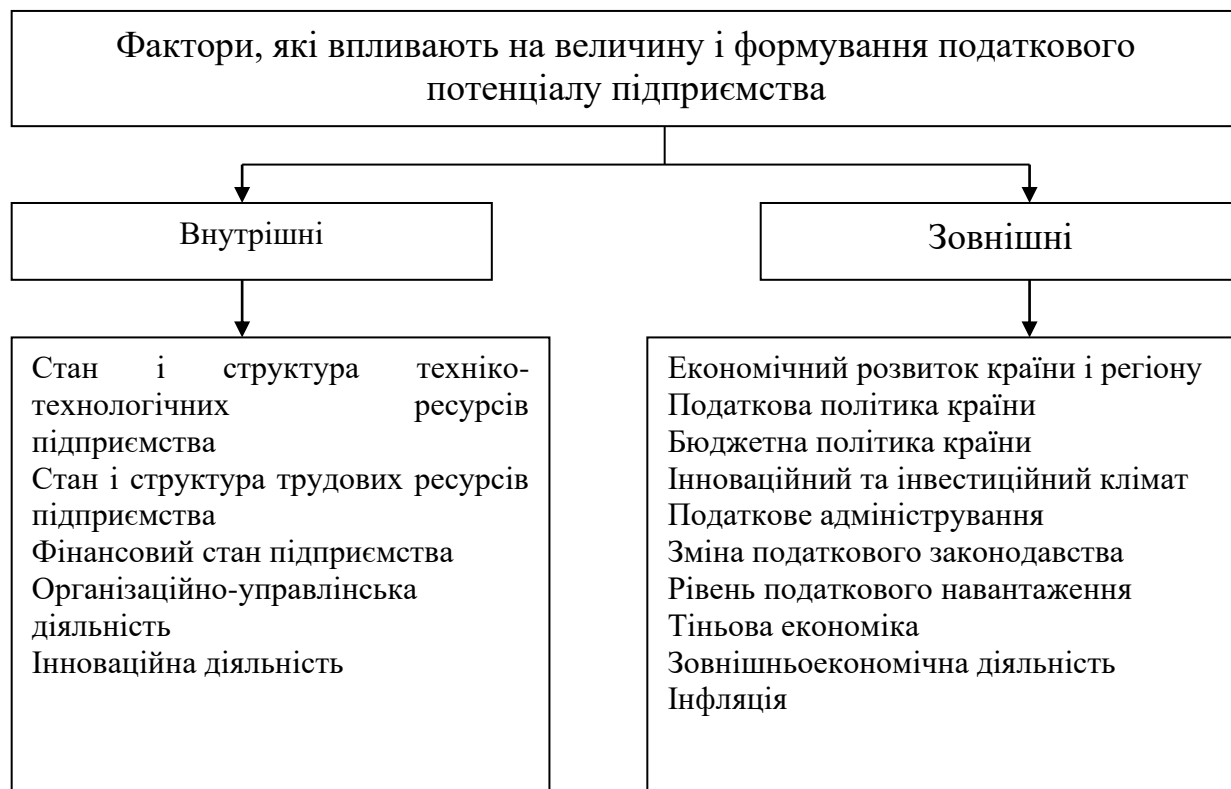 Фактори, які впливають на величину і формування податкового
потенціалу підприємства
Внутрішні
Зовнішні
Стан і структура техніко-
технологічних ресурсів
підприємства
Стан і структура трудових ресурсів
підприємства
Фінансовий стан підприємства
Організаційно-управлінська
діяльність
Інноваційна діяльність
Економічний розвиток країни і регіону
Податкова політика країни
Бюджетна політика країни
Інноваційний та інвестиційний клімат
Податкове адміністрування
Зміна податкового законодавства
Рівень податкового навантаження
Тіньова економіка
Зовнішньоекономічна діяльність
Інфляція